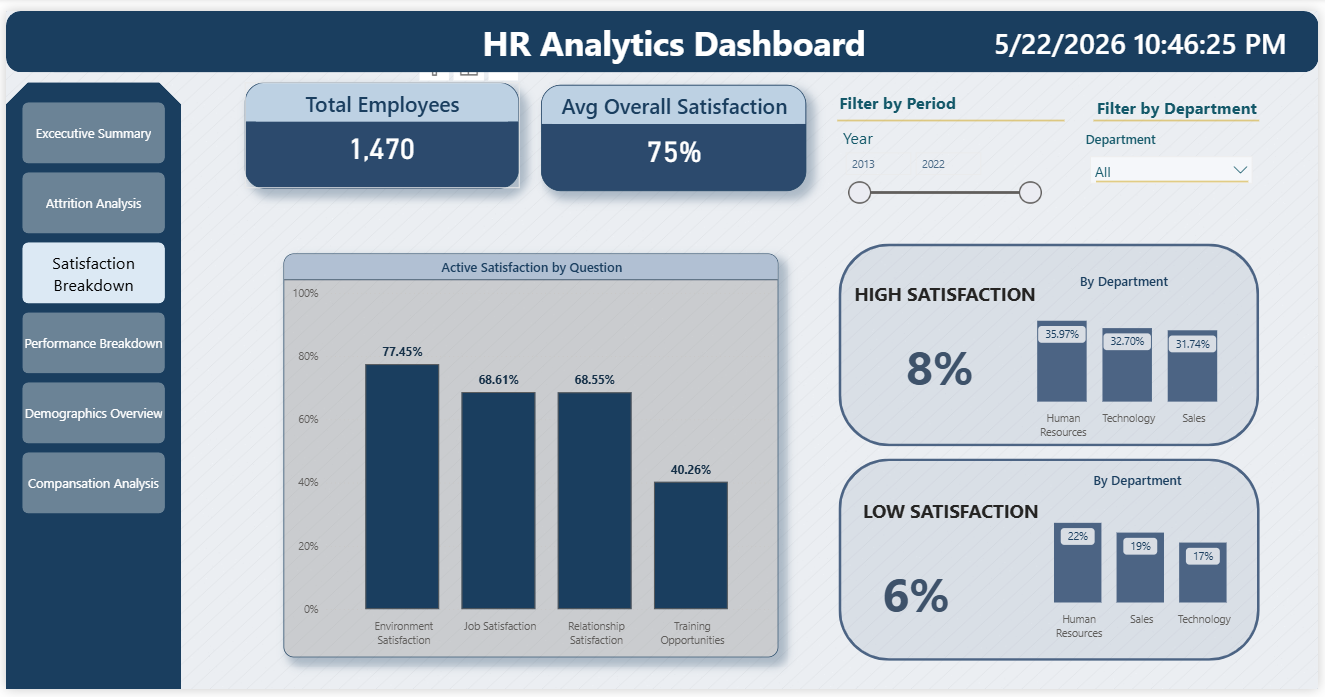 HR Analytics Dashboard
5/22/2026 10:46:25 PM
Excecutive Summary
Attrition Analysis
Satisfaction
Breakdown
Performance Breakdown
Demographics Overview
Compansation Analysis
Total Employees
1,470
Avg Overall Satisfaction
75%
Filter by Period
Year
2013
2022
Filter by Department
Department
All
Active Satisfaction by Question
100%
80%
60%
40%
20%
0%
77.45%
68.61%
68.55%
40.26%
Environment
Satisfaction
Job Satisfaction
Relationship
Satisfaction
Training
Opportunities
HIGH SATISFACTION
8%
By Department
35.97%
32.70%
31.74%
Human
Resources
Technology
Sales
LOW SATISFACTION
6%
By Department
22%
19%
17%
Human
Resources
Sales
Technology